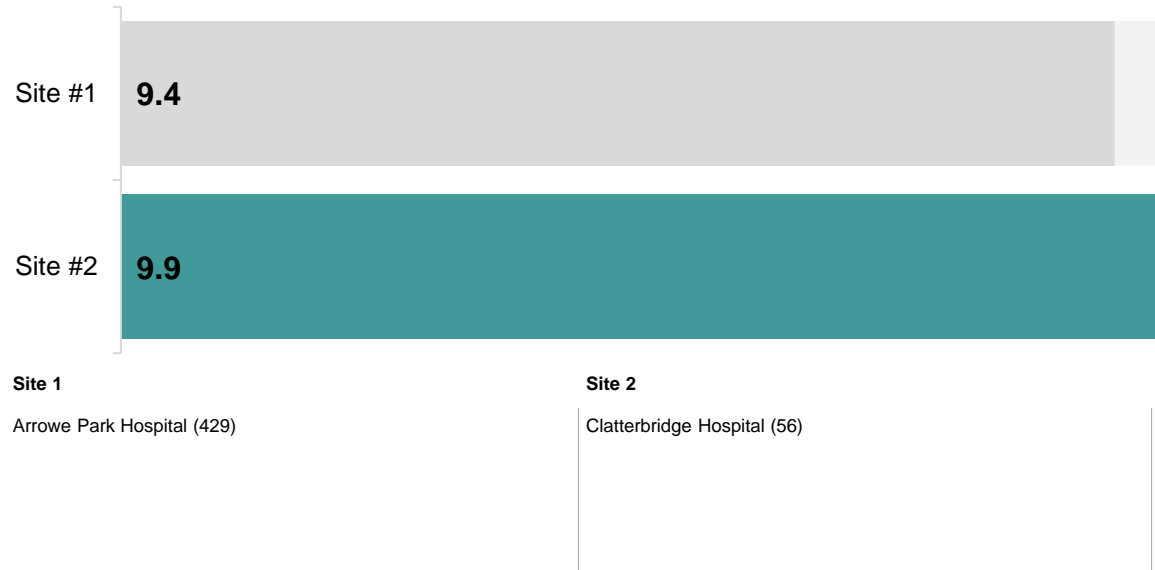 Site #1
9.4
Site #2
9.9
Site 1
Site 2
Arrowe Park Hospital (429)
Clatterbridge Hospital (56)